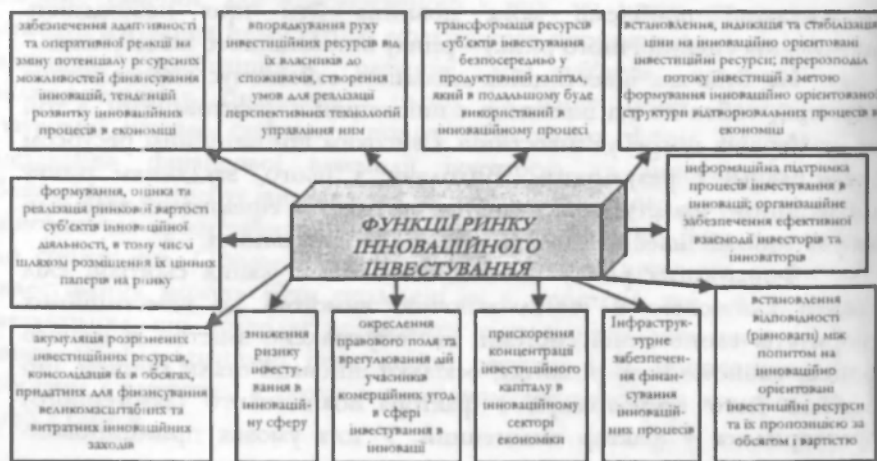 забезпечення адаптивності
та оперативної реакції на
зміну потенціалу ресурсних
можливостей фінансування
інновацій, тенденцій
розвитку інноваційних
процесів в економіці
впорядкування руху
інвестиційних ресурсів від
їх власників до
споживачів, створення
умов для реалізації
перспективних технологій
управління ним
трансформація ресурсів
суб'єктів інвестування
безпосередньо у
продуктивний капітал,
який в подальшому буде
використаний в
інноваційному процесі
встановлення, індикація та стабілізація
ціни на інноваційно орієнтовані
інвестиційні ресурси; перерозподіл
потоку інвестицій з метою
формування інноваційно орієнтованої
структури відтворювальних процесів в
економіці
формування, оцінка та
реалізація ринкової вартості
суб'єктів інноваційної
діяльності, в тому числі
шляхом розміщення їх цінних
паперів на ринку
ФУНКЦІЇ РИНКУ
ІННОВАЦІЙНОГО
ІНВЕСТУВАННЯ
інформаційна підтримка
процесів інвестування в
інновації; організаційне
забезпечення ефективної
взаємодії інвесторів та
інноваторів
акумуляція розрізнених
інвестиційних ресурсів,
консолідація їх в обсягах,
придатних для фінансування
великомасштабних та
витратних інноваційних
заходів
зниження
ризику
інвесту-
вання в
інновацій-
ну сферу
окреслення
правового поля та
врегулювання дій
учасників
комерційних угод в
сфері
інвестування в
інновації
прискорення
концентрації
інвестиційного
капіталу в
інноваційному
секторі
економіки
Інфраструк-
турне
забезпечен-
ня фінан-
сування
інновацій-
них процесів
встановлення
відповідності
(рівноваги) між
попитом на
інноваційно
орієнтовані
інвестиційні ресурси
та їх пропозицією за
обсягом і вартістю